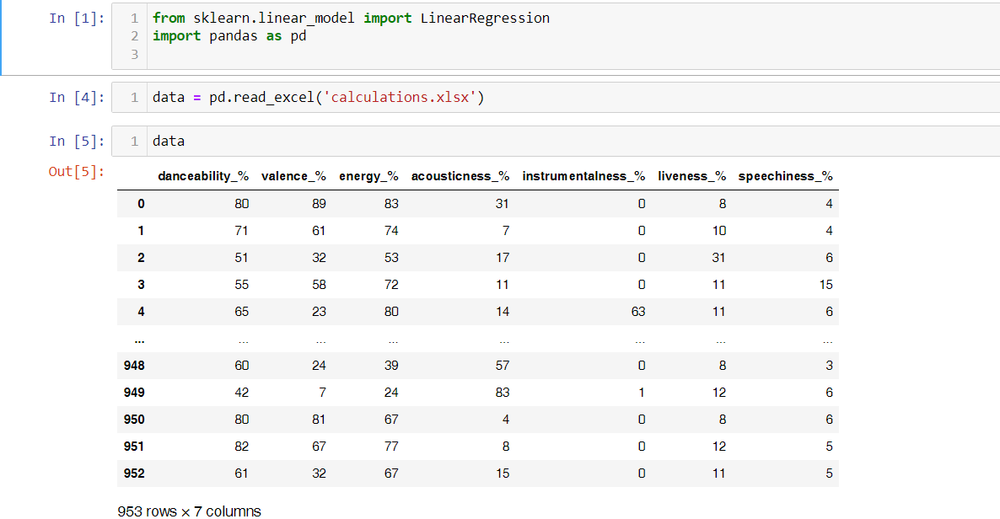 In [1]: 1 from sklearn.linear_model import LinearRegression
2 import pandas as pd
3
In [4]: 1 data = pd.read_excel('calculations.xlsx')
In [5]: 1 data
Out[5]:
danceability_% valence_% energy_% acousticness_% instrumentalness_% liveness_% speechiness_%
0 80 89 83 31 0 8 4
1 71 61 74 7 0 10 4
2 51 32 53 17 0 31 6
3 55 58 72 11 0 11 15
4 65 23 80 14 63 11 6
... ... ... ... ... ... ... ...
948 60 24 39 57 0 8 3
949 42 7 24 83 1 12 6
950 80 81 67 4 0 8 6
951 82 67 77 8 0 12 5
952 61 32 67 15 0 11 5
953 rows × 7 columns